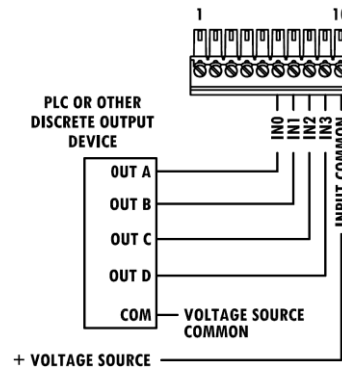 1 10
PLC OR OTHER
DISCRETE OUTPUT
DEVICE
IN0
IN1
IN2
IN3
INPUT COMMON
OUT A
OUT B
OUT C
OUT D
COM
VOLTAGE SOURCE
COMMON
+ VOLTAGE SOURCE